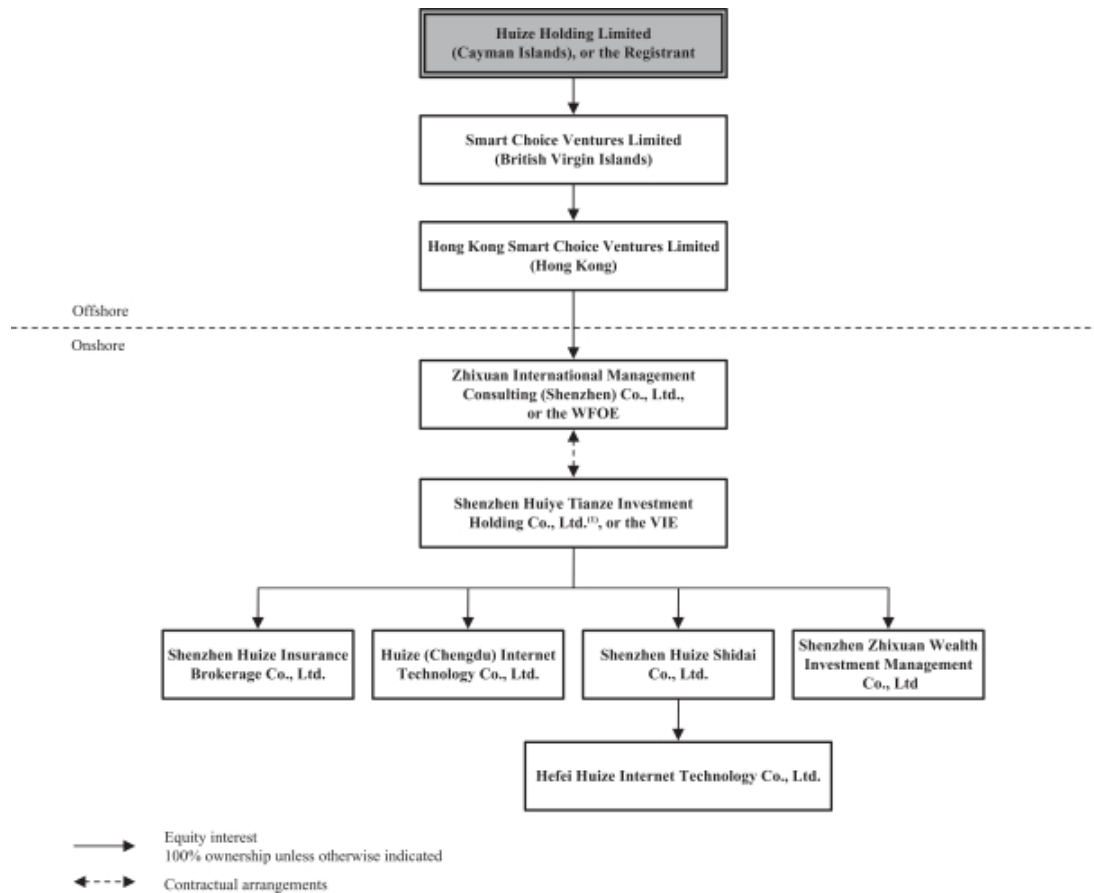 Huize Holding Limited
(Cayman Islands), or the Registrant
Smart Choice Ventures Limited
(British Virgin Islands)
Hong Kong Smart Choice Ventures Limited
(Hong Kong)
Offshore
Onshore
Zhixuan International Management
Consulting (Shenzhen) Co., Ltd.,
or the WFOE
Shenzhen Huiye Tianze Investment
Holding Co., Ltd.⁽¹⁾, or the VIE
Shenzhen Huize Insurance
Brokerage Co., Ltd.
Huize (Chengdu) Internet
Technology Co., Ltd.
Shenzhen Huize Shidai
Co., Ltd.
Shenzhen Zhixuan Wealth
Investment Management
Co., Ltd
Hefei Huize Internet Technology Co., Ltd.
Equity interest
100% ownership unless otherwise indicated
Contractual arrangements